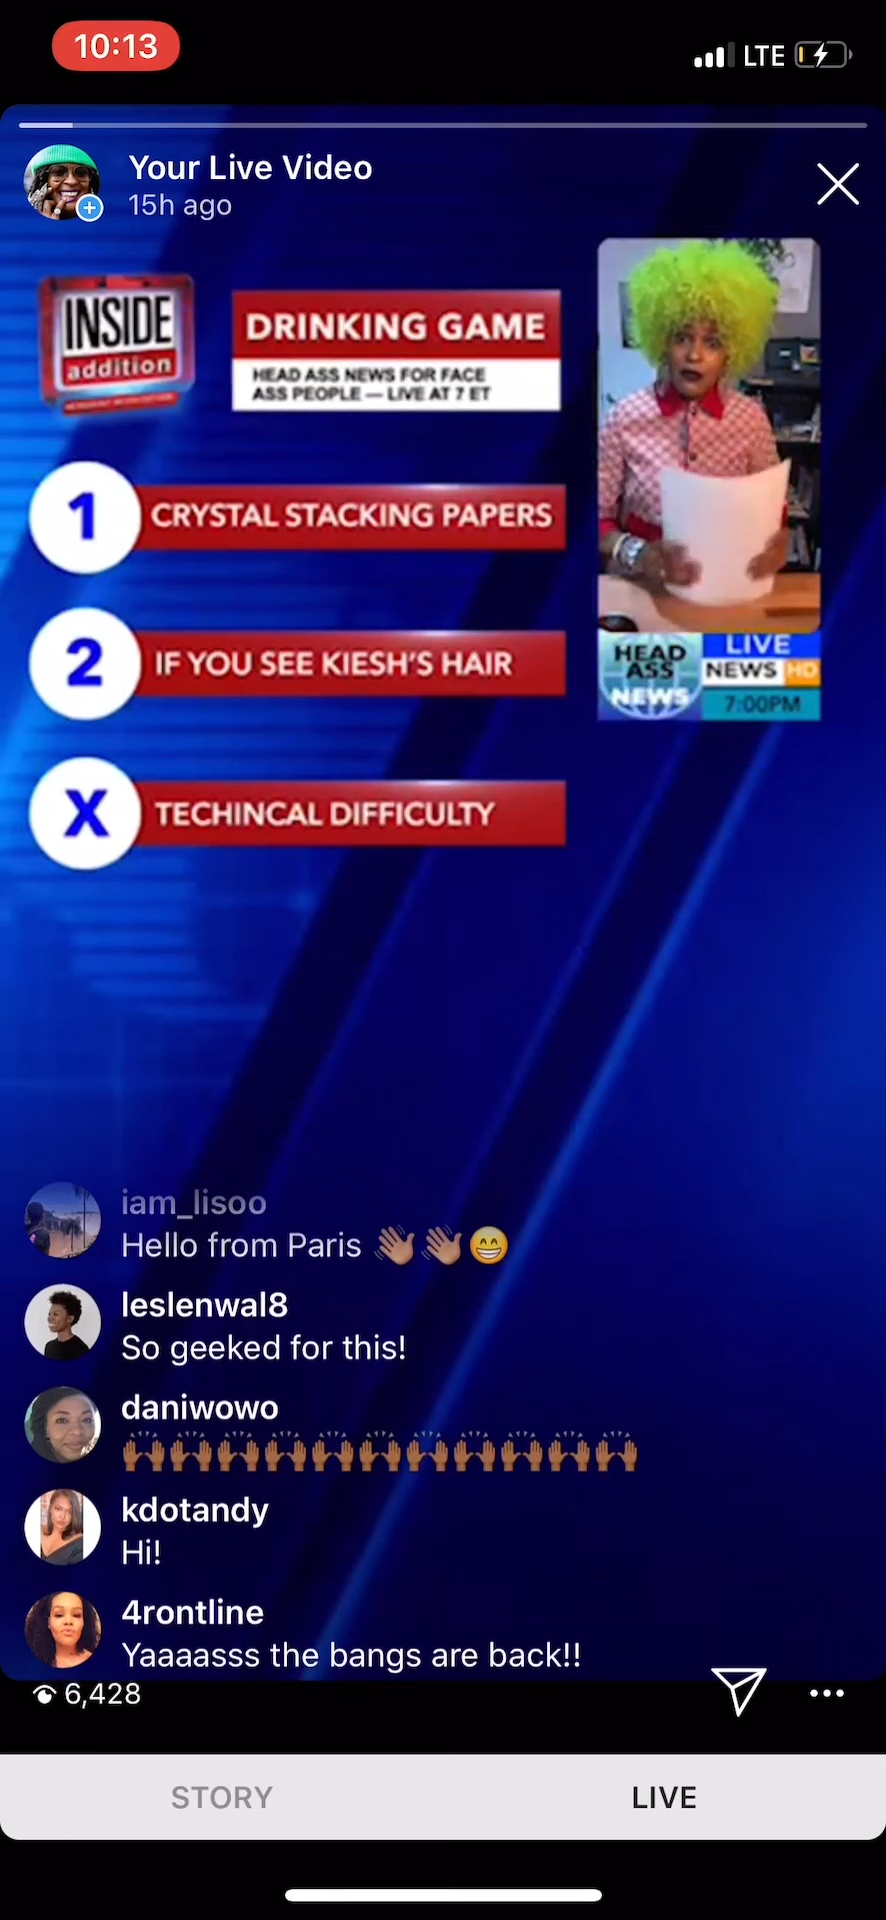 10:13
LTE
Your Live Video
15h ago
INSIDE
addition
DRINKING GAME
HEAD ASS NEWS FOR FACE
ASS PEOPLE — LIVE AT 7 ET
1 CRYSTAL STACKING PAPERS
2 IF YOU SEE KIESH'S HAIR
X TECHINCAL DIFFICULTY
HEAD
ASS
NEWS
LIVE
NEWS HD
7:00PM
iam_lisoo
Hello from Paris 👋🏼👋🏼😁
leslenwal8
So geeked for this!
daniwowo
🙌🏾🙌🏾🙌🏾🙌🏾🙌🏾🙌🏾🙌🏾🙌🏾🙌🏾🙌🏾🙌🏾
kdotandy
Hi!
4rontline
Yaaaasss the bangs are back!!
6,428
STORY
LIVE